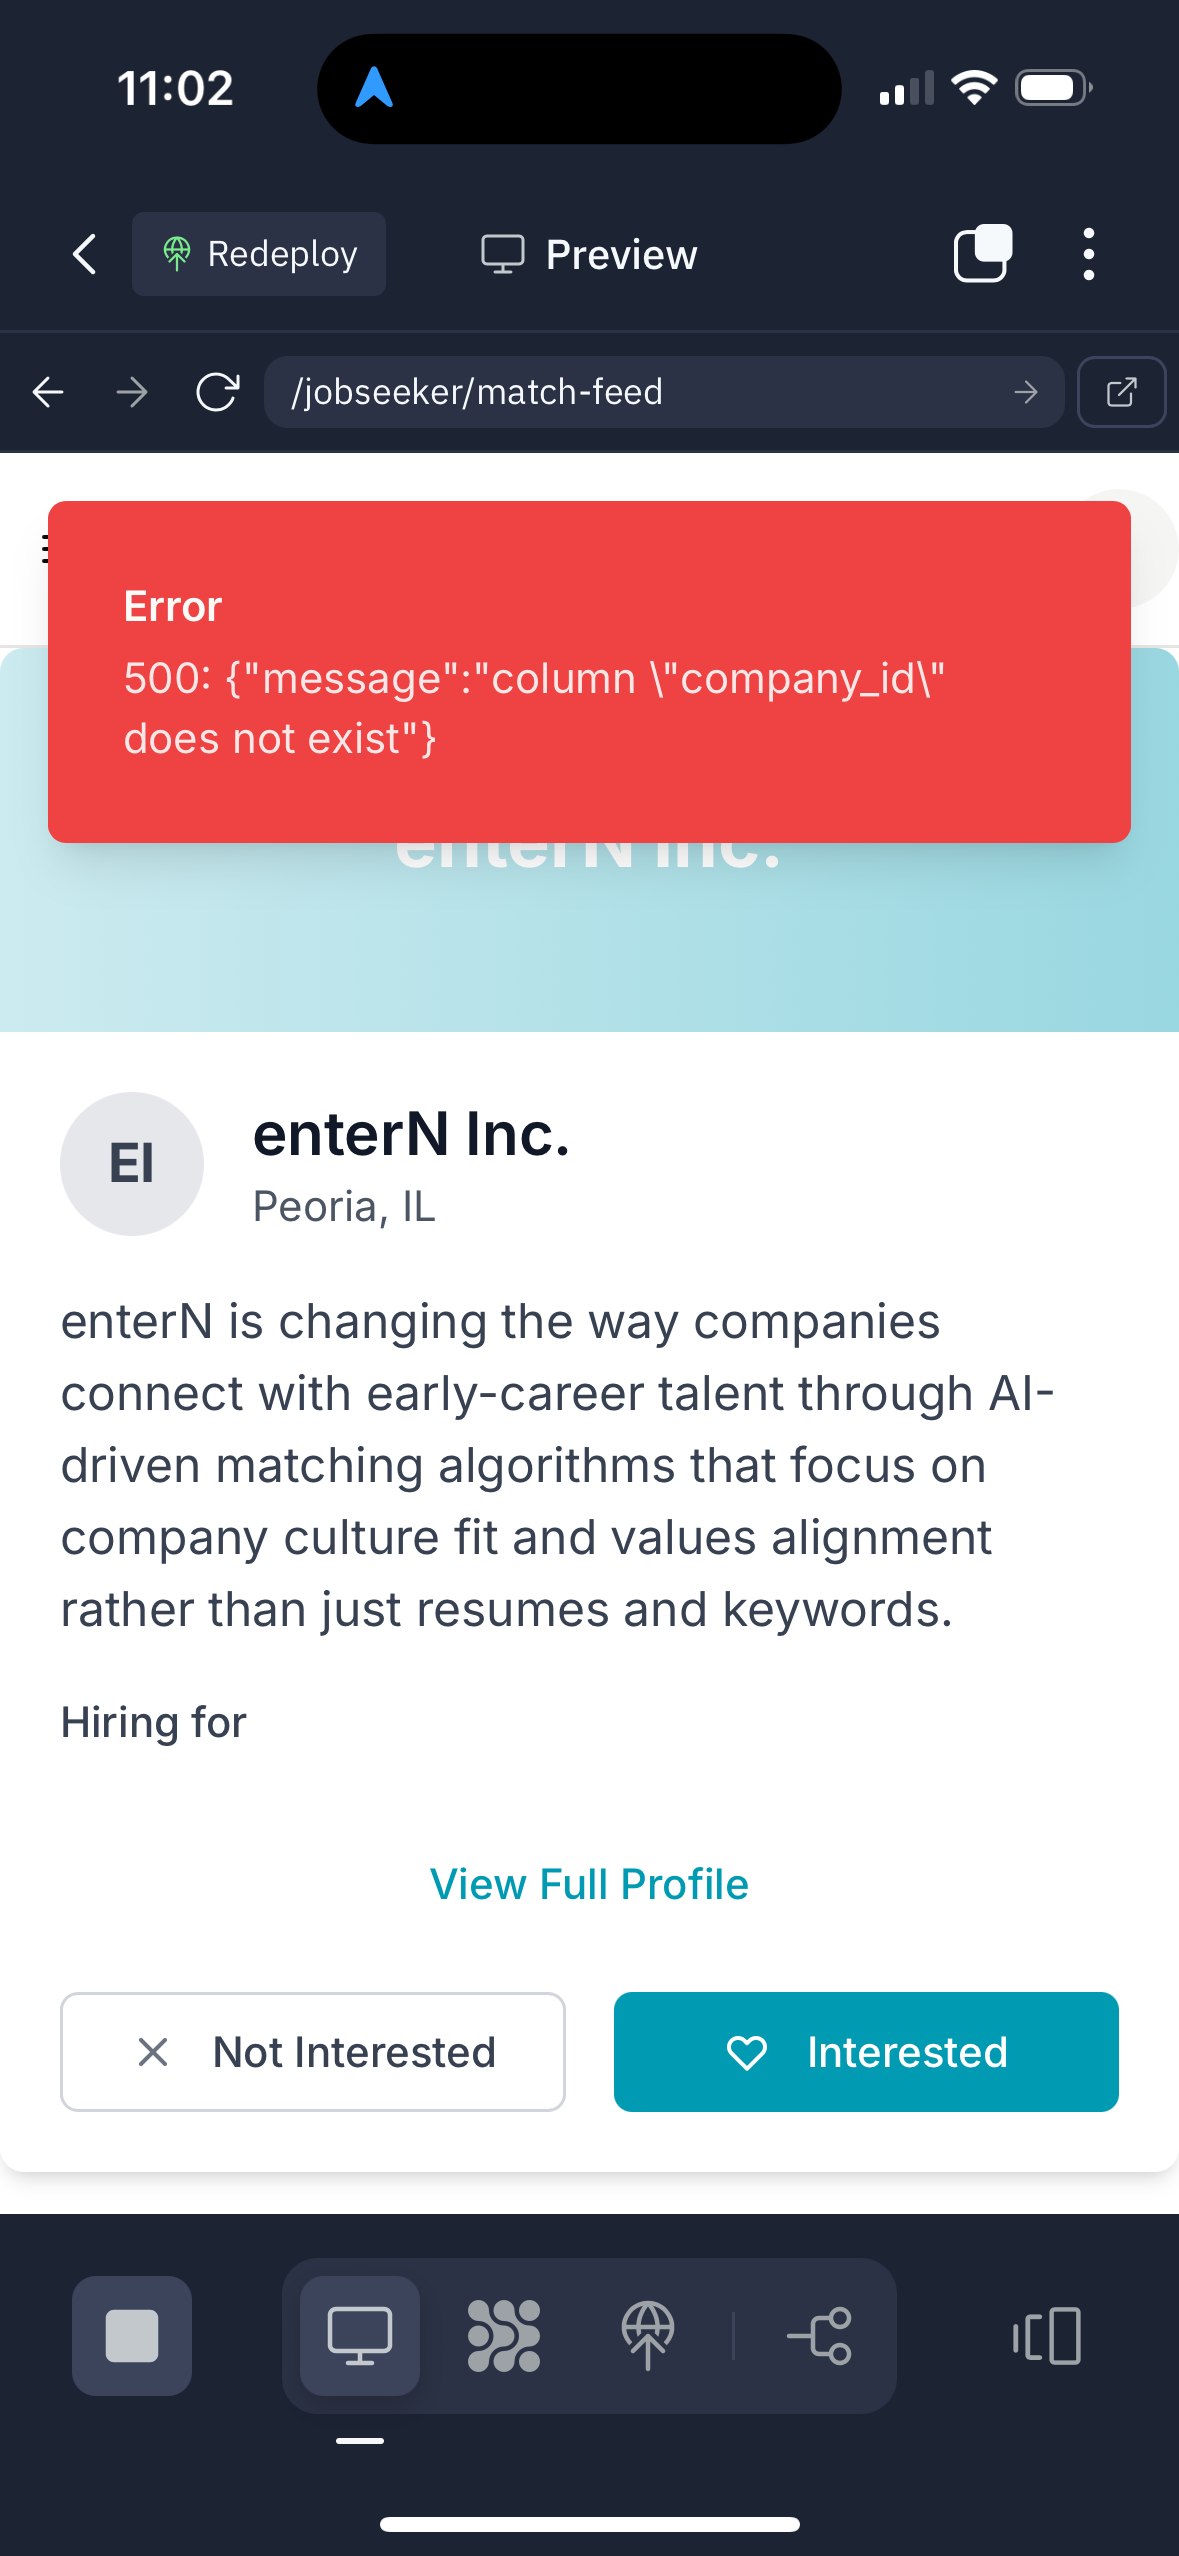 11:02
Redeploy
Preview
/jobseeker/match-feed
Error
500: {"message":"column \"company_id\"
does not exist"}
enterN Inc.
EI
enterN Inc.
Peoria, IL
enterN is changing the way companies
connect with early-career talent through AI-
driven matching algorithms that focus on
company culture fit and values alignment
rather than just resumes and keywords.
Hiring for
View Full Profile
Not Interested
Interested